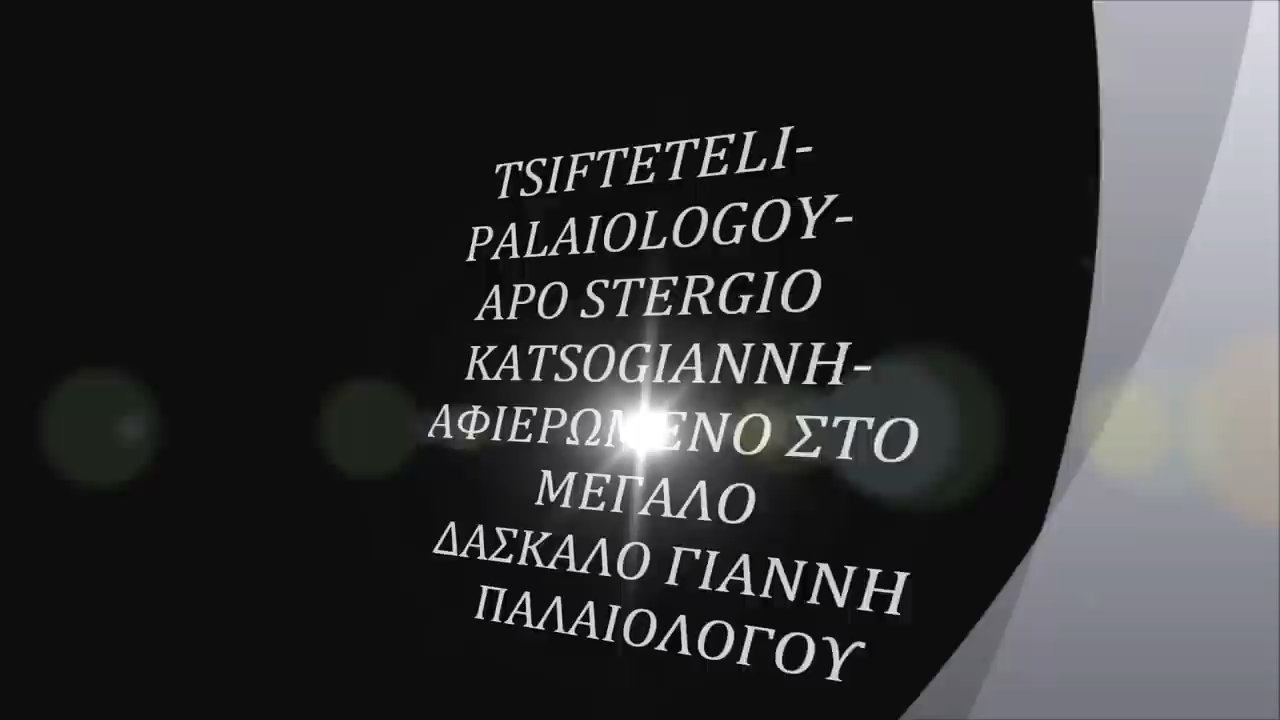 TSIFTETELI-
PALAIOLOGOY-
APO STERGIO
KATSOGIANNH-
ΑΦΙΕΡΩΜΕΝΟ ΣΤΟ
ΜΕΓΑΛΟ
ΔΑΣΚΑΛΟ ΓΙΑΝΝΗ
ΠΑΛΑΙΟΛΟΓΟΥ